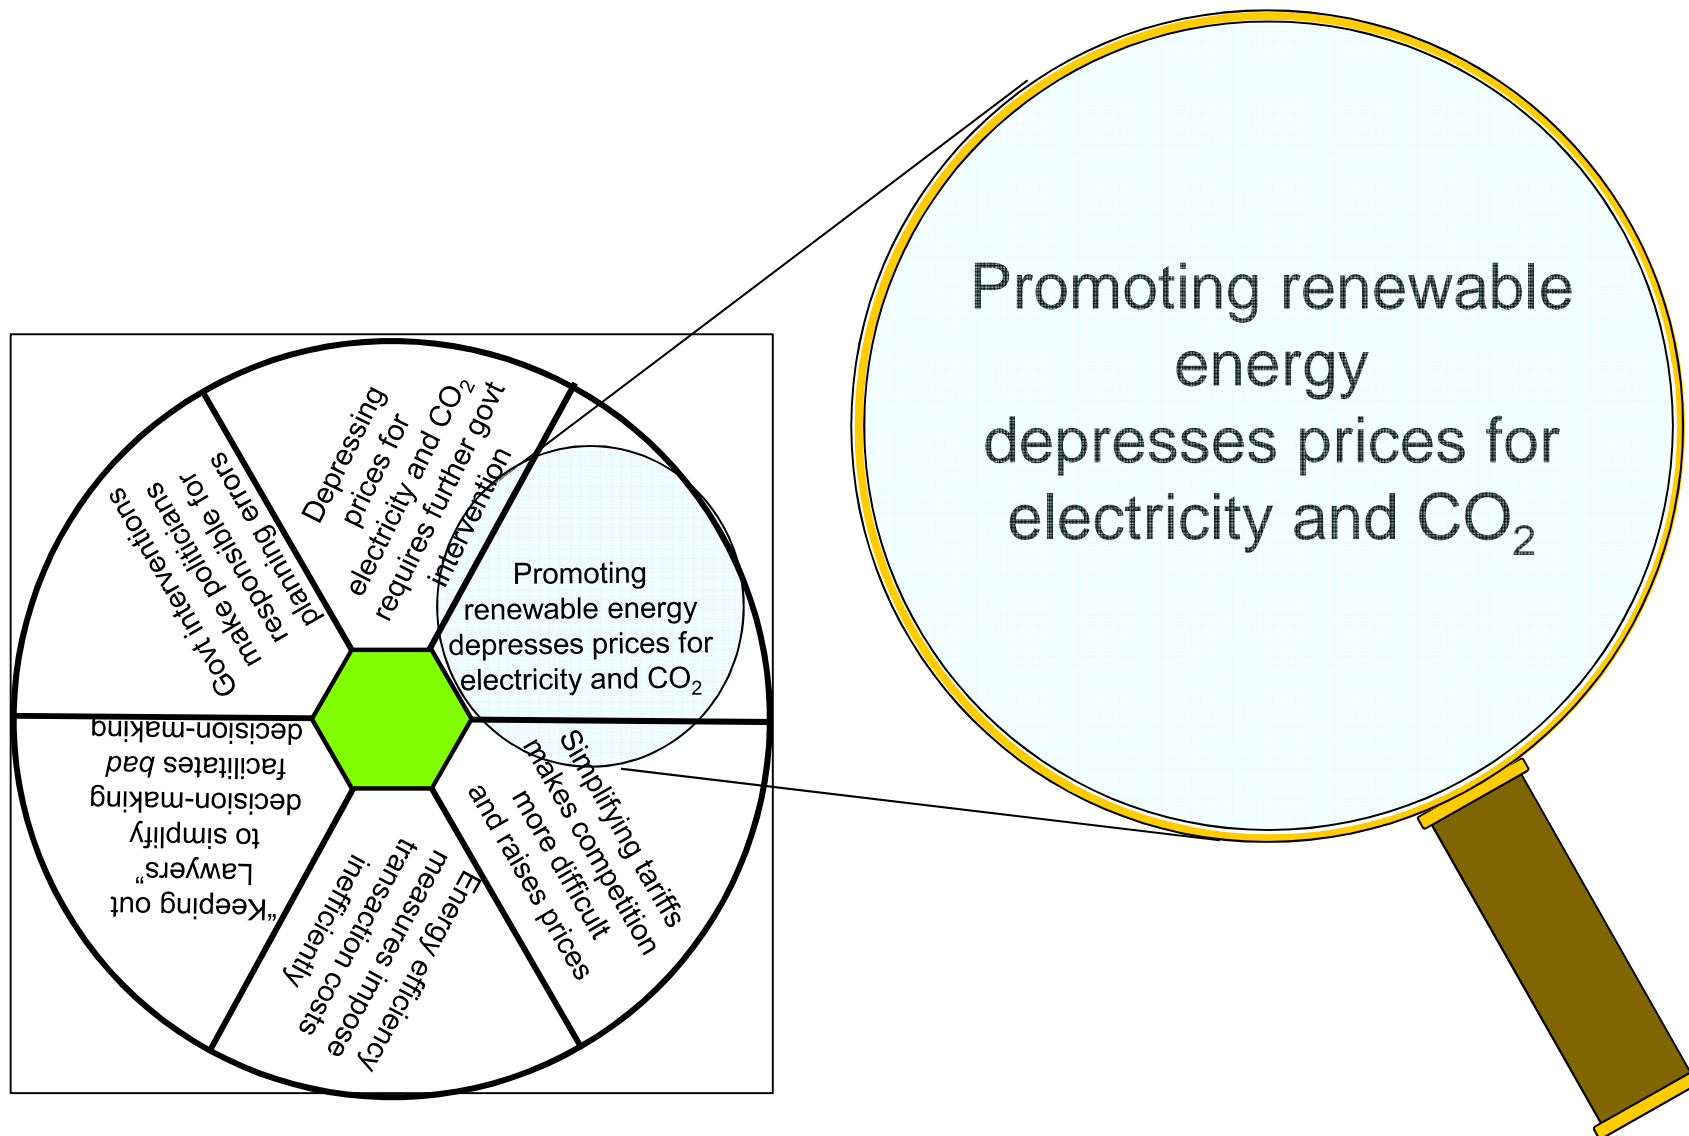 Promoting renewable
energy
depresses prices for
electricity and CO₂
Depressing
prices for
electricity and CO₂
requires further govt
intervention
Promoting
renewable energy
depresses prices for
electricity and CO₂
Simplifying tariffs
makes competition
more difficult
and raises prices
Energy efficiency
measures impose
transaction costs
inefficiently
“Keeping out
Lawyers”
to simplify
decision-making
facilitates bad
decision-making
Govt interventions
make politicians
responsible for
planning errors